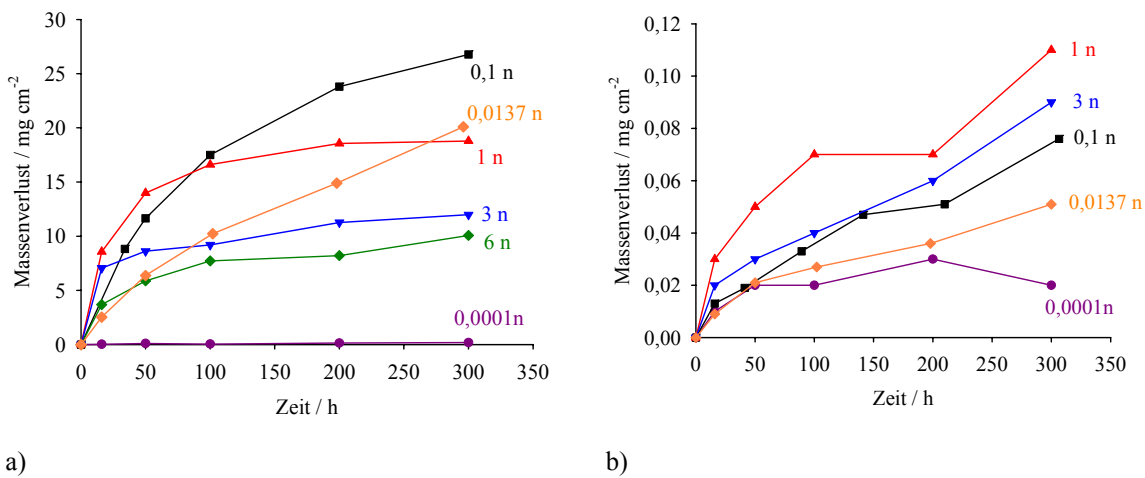 30
25
20
15
10
5
0
Massenverlust / mg cm-2
0,1 n
0,0137 n
1 n
3 n
6 n
0,0001n
0 50 100 150 200 250 300 350
Zeit / h
a)
0,12
0,10
0,08
0,06
0,04
0,02
0,00
Massenverlust / mg cm-2
1 n
3 n
0,1 n
0,0137 n
0,0001n
0 50 100 150 200 250 300 350
Zeit / h
b)